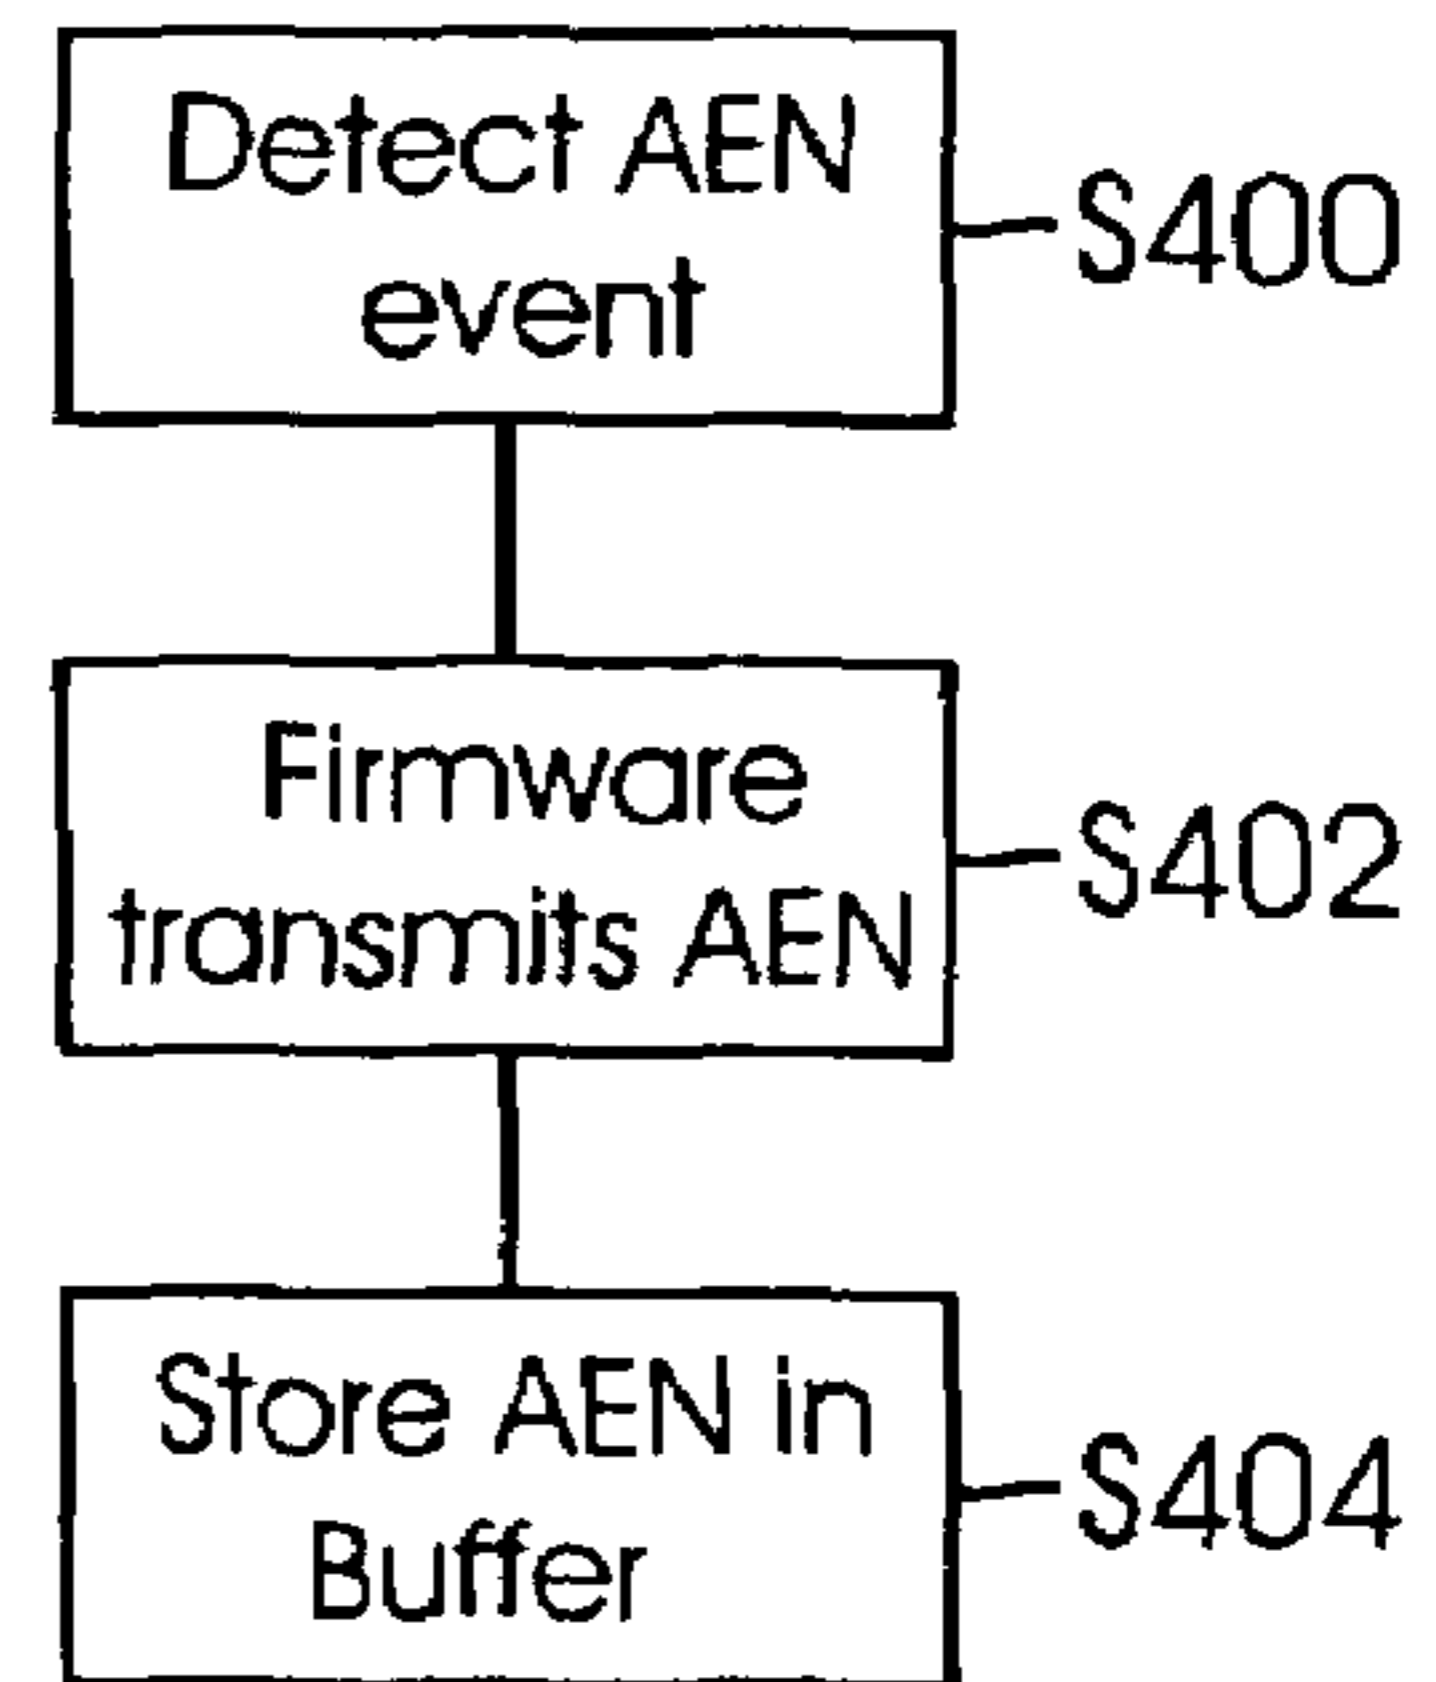 Detect AEN
event
S400
Firmware
transmits AEN
S402
Store AEN in
Buffer
S404